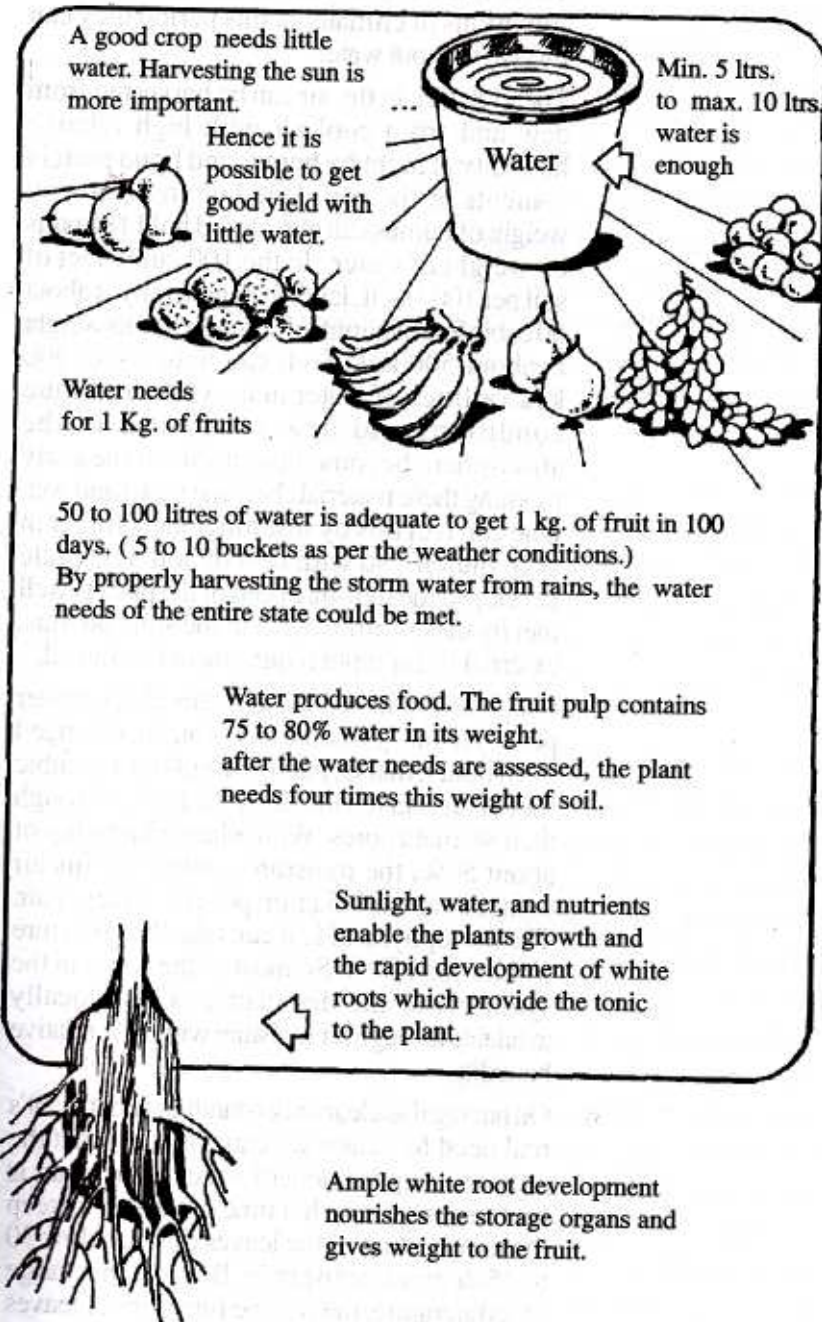 A good crop needs little
water. Harvesting the sun is
more important.
...
Hence it is
possible to get
good yield with
little water.
Water
Min. 5 ltrs.
to max. 10 ltrs.
water is
enough
Water needs
for 1 Kg. of fruits
50 to 100 litres of water is adequate to get 1 kg. of fruit in 100
days. ( 5 to 10 buckets as per the weather conditions.)
By properly harvesting the storm water from rains, the water
needs of the entire state could be met.
Water produces food. The fruit pulp contains
75 to 80% water in its weight.
after the water needs are assessed, the plant
needs four times this weight of soil.
Sunlight, water, and nutrients
enable the plants growth and
the rapid development of white
roots which provide the tonic
to the plant.
Ample white root development
nourishes the storage organs and
gives weight to the fruit.